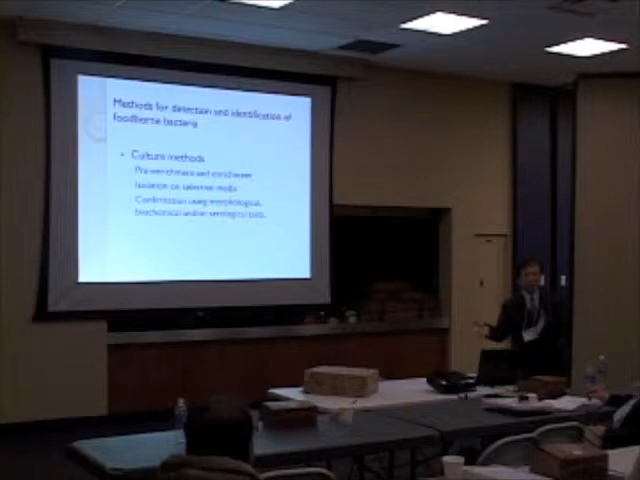 Methods for detection and identification of
foodborne bacteria
• Culture methods
Pre-enrichment and enrichment
Isolation on selective media
Confirmation using morphological,
biochemical and/or serological tests